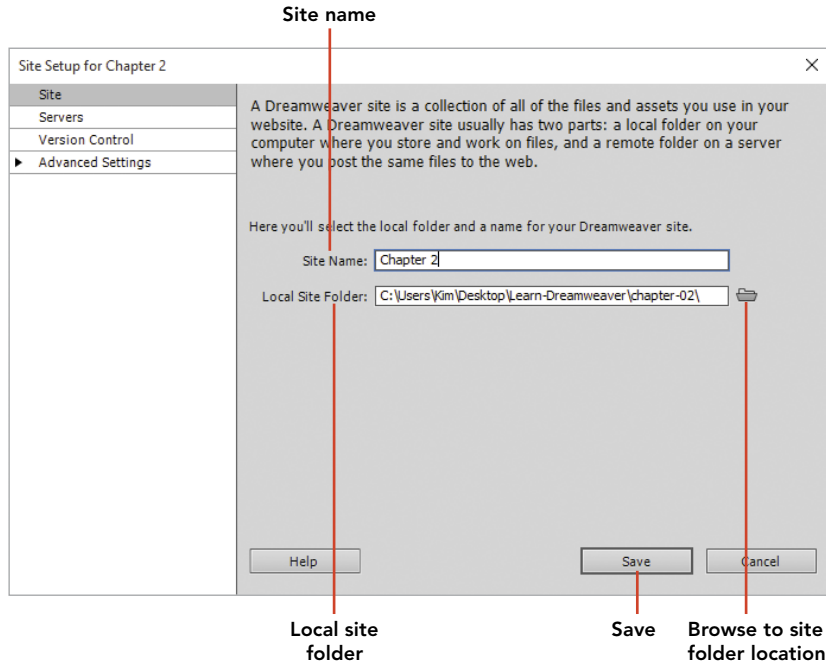 Site name
Site Setup for Chapter 2
Site
Servers
Version Control
Advanced Settings
A Dreamweaver site is a collection of all of the files and assets you use in your
website. A Dreamweaver site usually has two parts: a local folder on your
computer where you store and work on files, and a remote folder on a server
where you post the same files to the web.
Here you'll select the local folder and a name for your Dreamweaver site.
Site Name: Chapter 2
Local Site Folder: C:\Users\Kim\Desktop\Learn-Dreamweaver\chapter-02\
Help
Save
Cancel
Local site
folder
Save
Browse to site
folder location